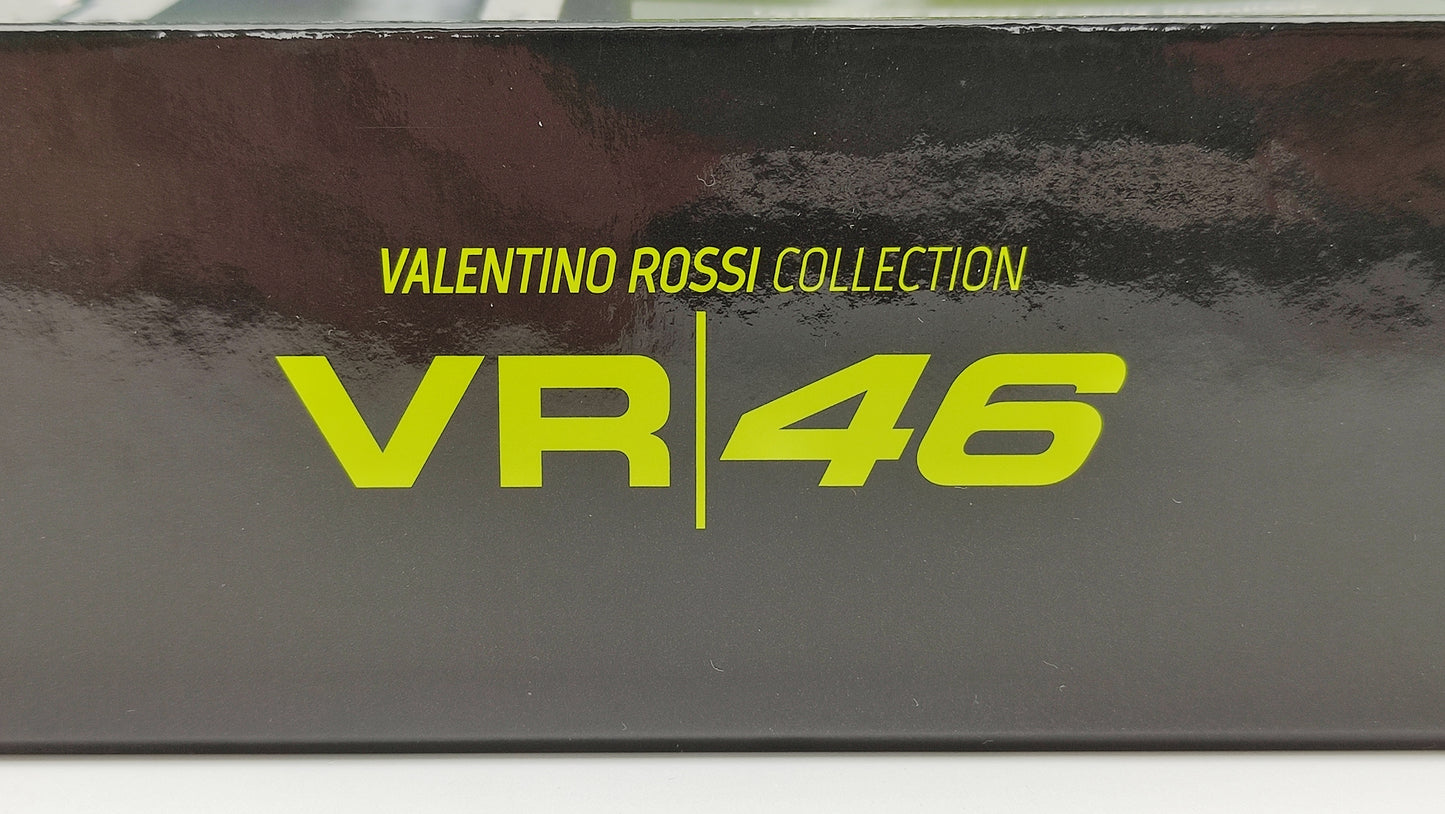 VALENTINO ROSSI COLLECTION
VR|46